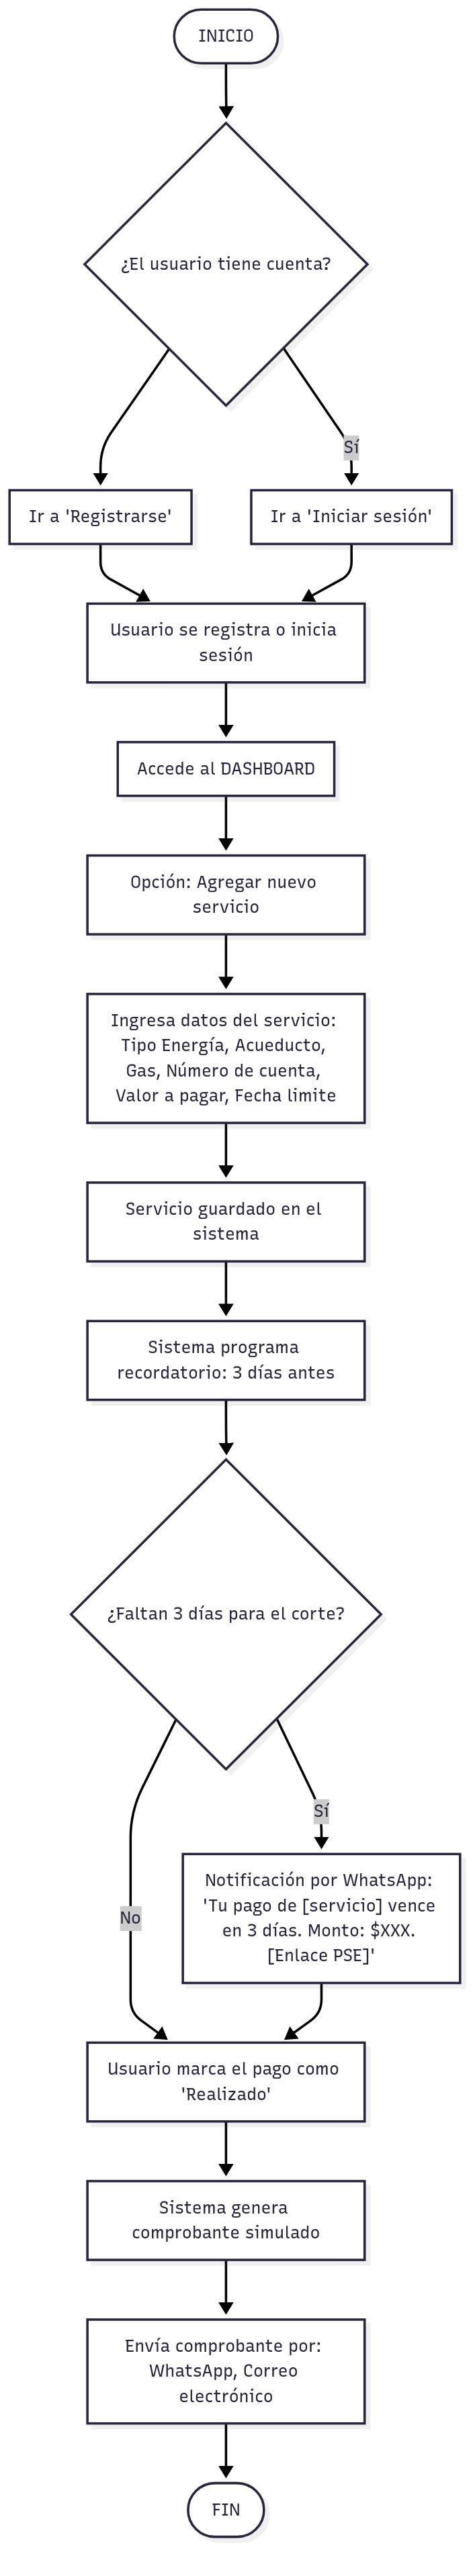 INICIO
¿El usuario tiene cuenta?
Sí
Ir a 'Registrarse'
Ir a 'Iniciar sesión'
Usuario se registra o inicia
sesión
Accede al DASHBOARD
Opción: Agregar nuevo
servicio
Ingresa datos del servicio:
Tipo Energía, Acueducto,
Gas, Número de cuenta,
Valor a pagar, Fecha limite
Servicio guardado en el
sistema
Sistema programa
recordatorio: 3 días antes
¿Faltan 3 días para el corte?
Sí
Notificación por WhatsApp:
'Tu pago de [servicio] vence
en 3 días. Monto: $XXX.
[Enlace PSE]'
No
Usuario marca el pago como
'Realizado'
Sistema genera
comprobante simulado
Envía comprobante por:
WhatsApp, Correo
electrónico
FIN